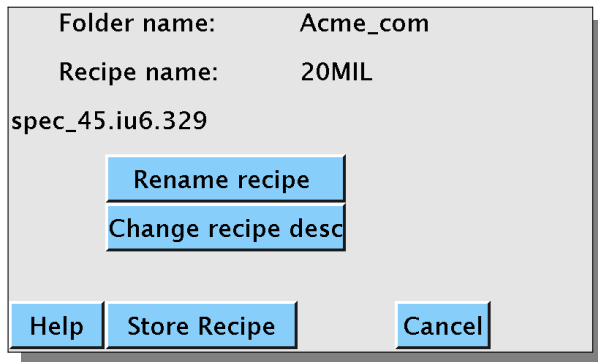 Folder name: Acme_com
Recipe name: 20MIL
spec_45.iu6.329
Rename recipe
Change recipe desc
Help Store Recipe Cancel